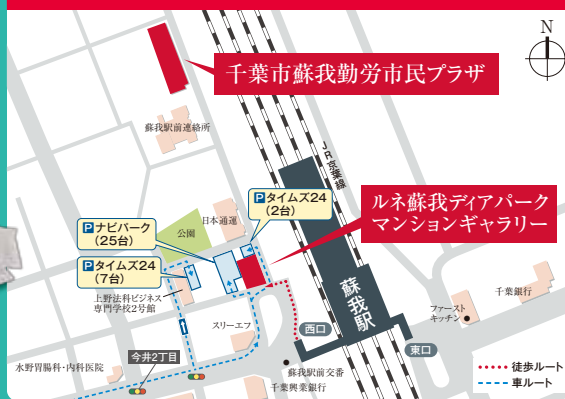 N
千葉市蘇我勤労市民プラザ
蘇我駅前連絡所
JR京葉線
ルネ蘇我ディアパーク
マンションギャラリー
Pタイムズ24
(2台)
日本通運
Pナビパーク
(25台)
公園
Pタイムズ24
(7台)
上野法科ビジネス
専門学校2号館
蘇我駅
千葉銀行
ファースト
キッチン
スリーエフ
西口
東口
今井2丁目
水野胃腸科・内科医院
蘇我駅前交番
千葉興業銀行
徒歩ルート
車ルート